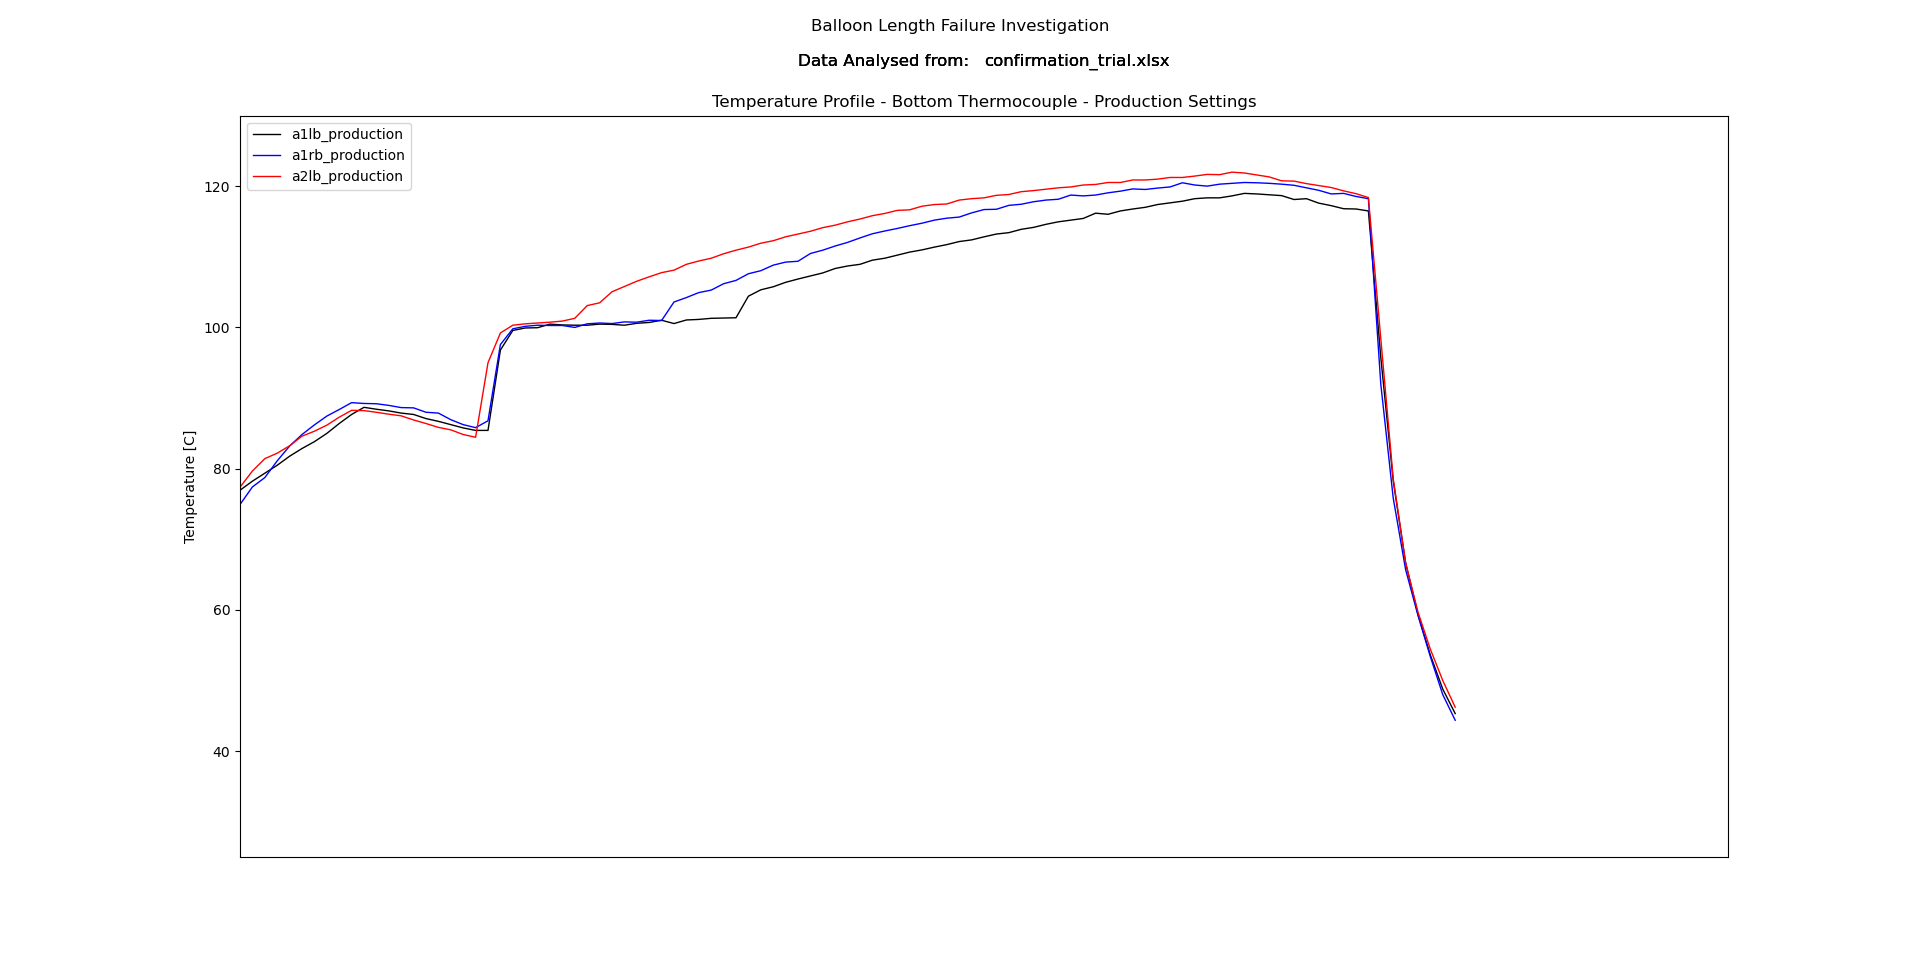 Balloon Length Failure Investigation
Data Analysed from:   confirmation_trial.xlsx
Temperature Profile - Bottom Thermocouple - Production Settings
a1lb_production
a1rb_production
a2lb_production
120
100
80
60
40
Temperature [C]